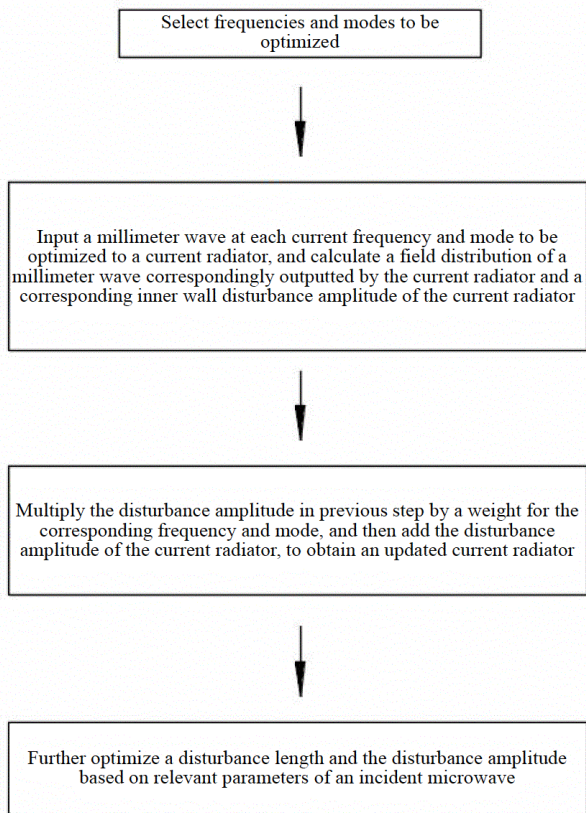 Select frequencies and modes to be
optimized
Input a millimeter wave at each current frequency and mode to be
optimized to a current radiator, and calculate a field distribution of a
millimeter wave correspondingly outputted by the current radiator and a
corresponding inner wall disturbance amplitude of the current radiator
Multiply the disturbance amplitude in previous step by a weight for the
corresponding frequency and mode, and then add the disturbance
amplitude of the current radiator, to obtain an updated current radiator
Further optimize a disturbance length and the disturbance amplitude
based on relevant parameters of an incident microwave